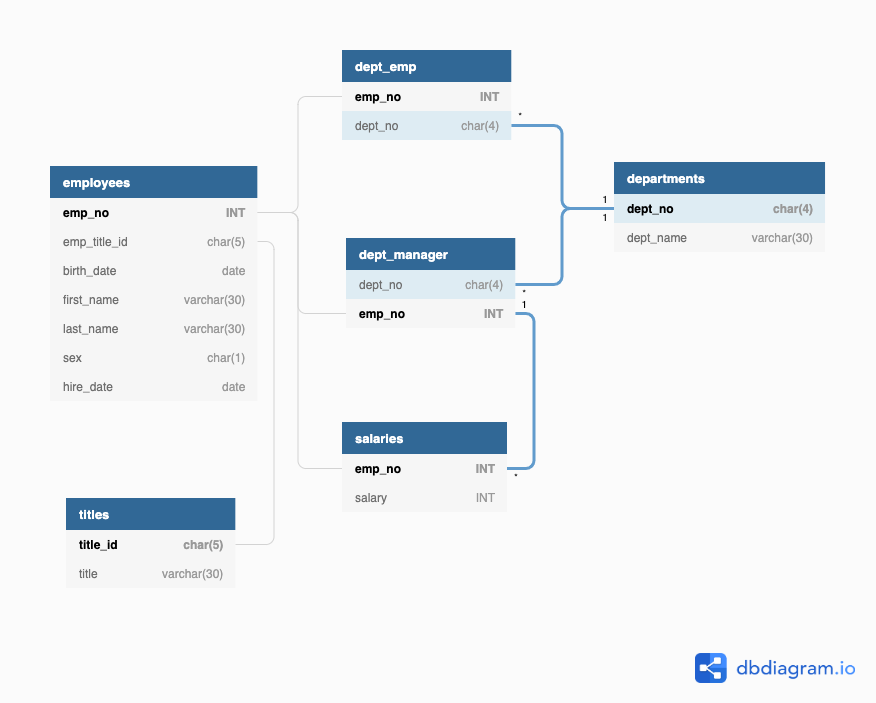 dept_emp
emp_no INT
dept_no char(4)
*
employees
emp_no INT
emp_title_id char(5)
birth_date date
first_name varchar(30)
last_name varchar(30)
sex char(1)
hire_date date
departments
1
dept_no char(4)
1
dept_name varchar(30)
dept_manager
dept_no char(4)
*
1
emp_no INT
salaries
emp_no INT
*
salary INT
titles
title_id char(5)
title varchar(30)
dbdiagram.io